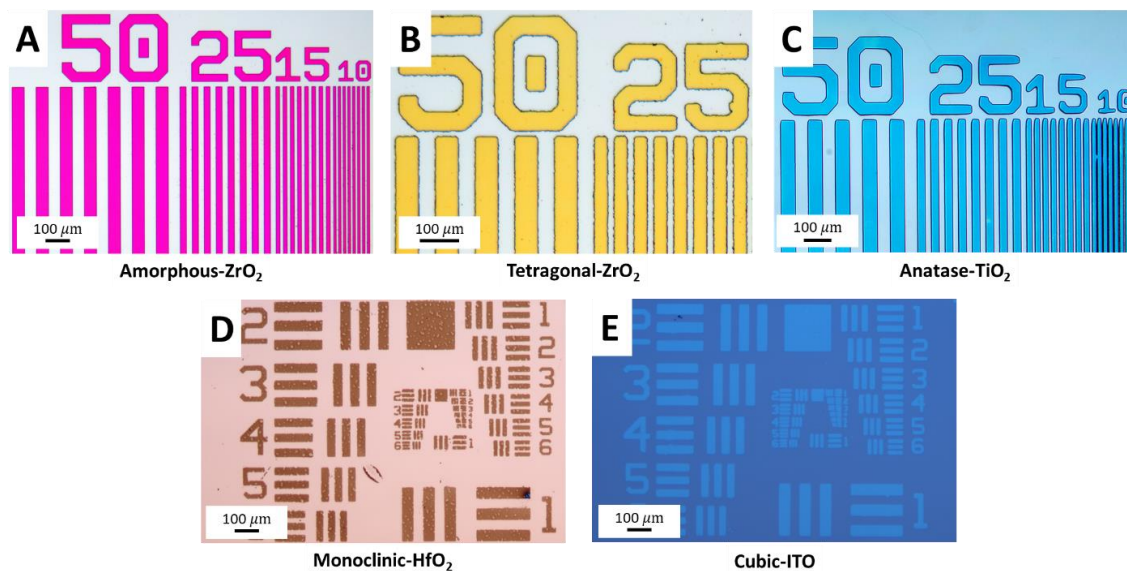 A
50 25 15 10
100 μm
Amorphous-ZrO₂
B
50 25
100 μm
Tetragonal-ZrO₂
C
50 25 15 10
100 μm
Anatase-TiO₂
D
2 1
2
3 3
4 4
5 5
6
1
100 μm
Monoclinic-HfO₂
E
2 1
2
3 3
4 4
5 5
6
1
100 μm
Cubic-ITO